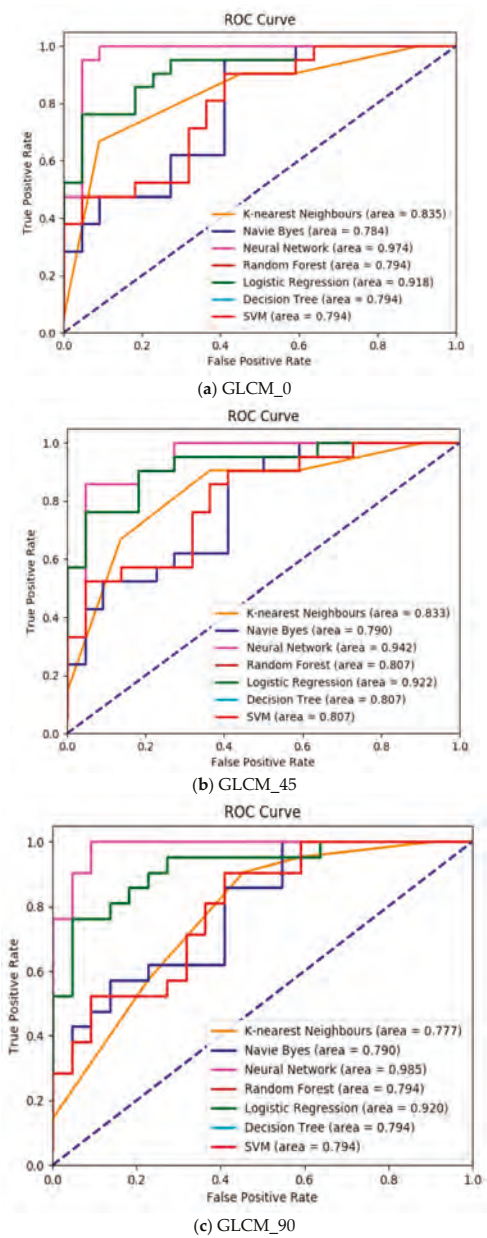 ROC Curve
1.0
0.8
0.6
0.4
0.2
0.0
True Positive Rate
K-nearest Neighbours (area = 0.835)
Navie Byes (area = 0.784)
Neural Network (area = 0.974)
Random Forest (area = 0.794)
Logistic Regression (area = 0.918)
Decision Tree (area = 0.794)
SVM (area = 0.794)
0.0 0.2 0.4 0.6 0.8 1.0
False Positive Rate
(a) GLCM_0
ROC Curve
1.0
0.8
0.6
0.4
0.2
0.0
True Positive Rate
K-nearest Neighbours (area = 0.833)
Navie Byes (area = 0.790)
Neural Network (area = 0.942)
Random Forest (area = 0.807)
Logistic Regression (area = 0.922)
Decision Tree (area = 0.807)
SVM (area = 0.807)
0.0 0.2 0.4 0.6 0.8 1.0
False Positive Rate
(b) GLCM_45
ROC Curve
1.0
0.8
0.6
0.4
0.2
0.0
True Positive Rate
K-nearest Neighbours (area = 0.777)
Navie Byes (area = 0.790)
Neural Network (area = 0.985)
Random Forest (area = 0.794)
Logistic Regression (area = 0.920)
Decision Tree (area = 0.794)
SVM (area = 0.794)
0.0 0.2 0.4 0.6 0.8 1.0
False Positive Rate
(c) GLCM_90